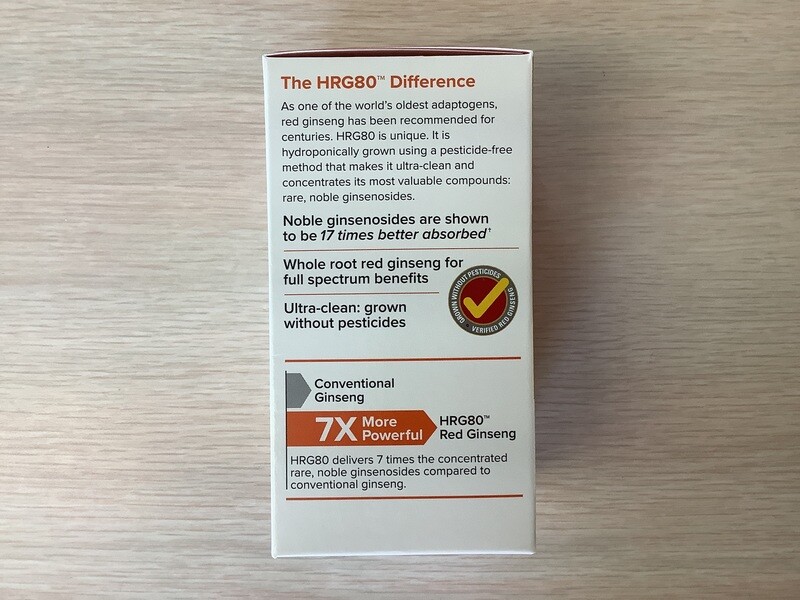 The HRG80™ Difference
As one of the world's oldest adaptogens,
red ginseng has been recommended for
centuries. HRG80 is unique. It is
hydroponically grown using a pesticide-free
method that makes it ultra-clean and
concentrates its most valuable compounds:
rare, noble ginsenosides.
Noble ginsenosides are shown
to be 17 times better absorbed†
Whole root red ginseng for
full spectrum benefits
Ultra-clean: grown
without pesticides
GROWN WITHOUT PESTICIDES
VERIFIED RED GINSENG
Conventional
Ginseng
7X More
Powerful
HRG80™
Red Ginseng
HRG80 delivers 7 times the concentrated
rare, noble ginsenosides compared to
conventional ginseng.